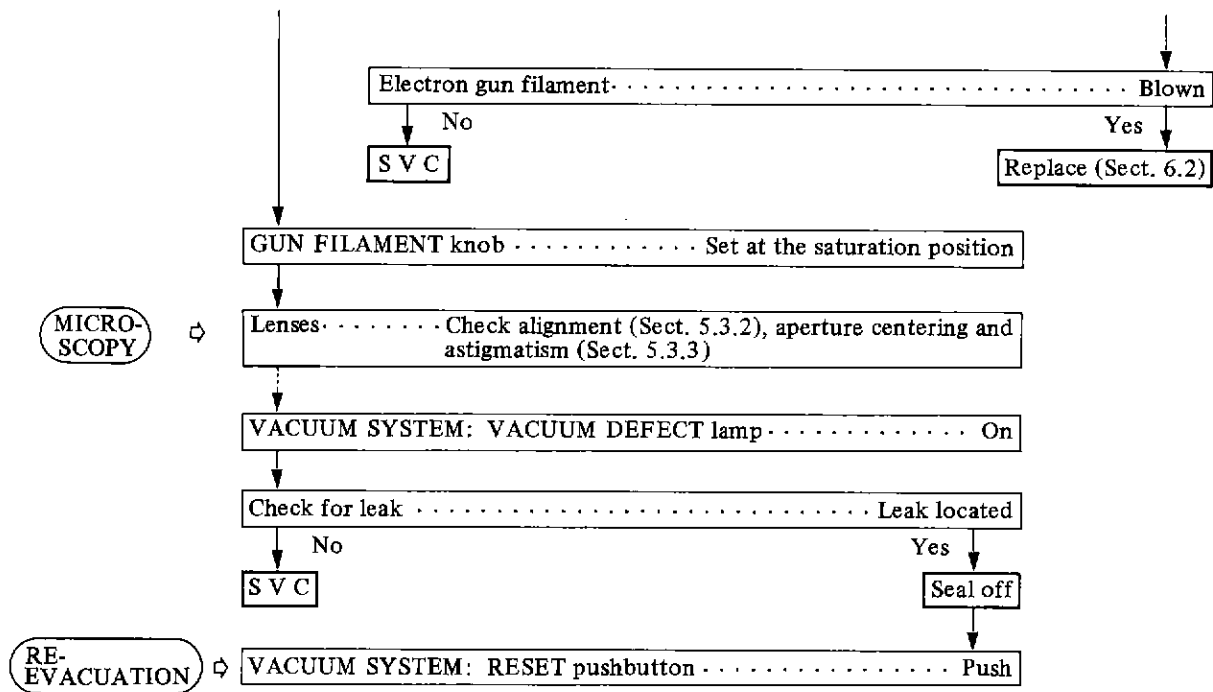 Electron gun filament · · · · · · · · · · · · · · · · · · · · · · · · · · · · · · Blown
No
Yes
S V C
Replace (Sect. 6.2)
GUN FILAMENT knob · · · · · · · · · · · · Set at the saturation position
MICRO-
SCOPY
Lenses · · · · · · · · Check alignment (Sect. 5.3.2), aperture centering and
astigmatism (Sect. 5.3.3)
VACUUM SYSTEM: VACUUM DEFECT lamp · · · · · · · · · · · · · On
Check for leak · · · · · · · · · · · · · · · · · · · · · · · · · · · · · Leak located
No
Yes
S V C
Seal off
RE-
EVACUATION
VACUUM SYSTEM: RESET pushbutton · · · · · · · · · · · · · · · · Push